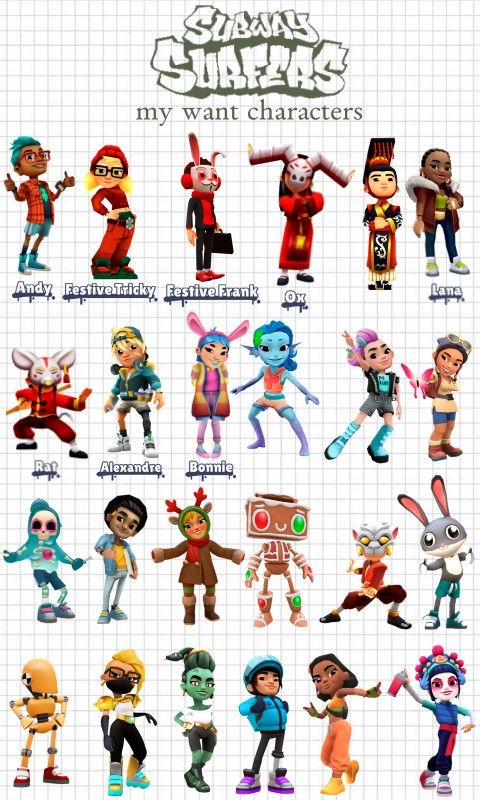 SUBWAY
SURFERS
my want characters
Andy Festive Tricky Festive Frank Ox Lana
Rat Alexandre Bonnie